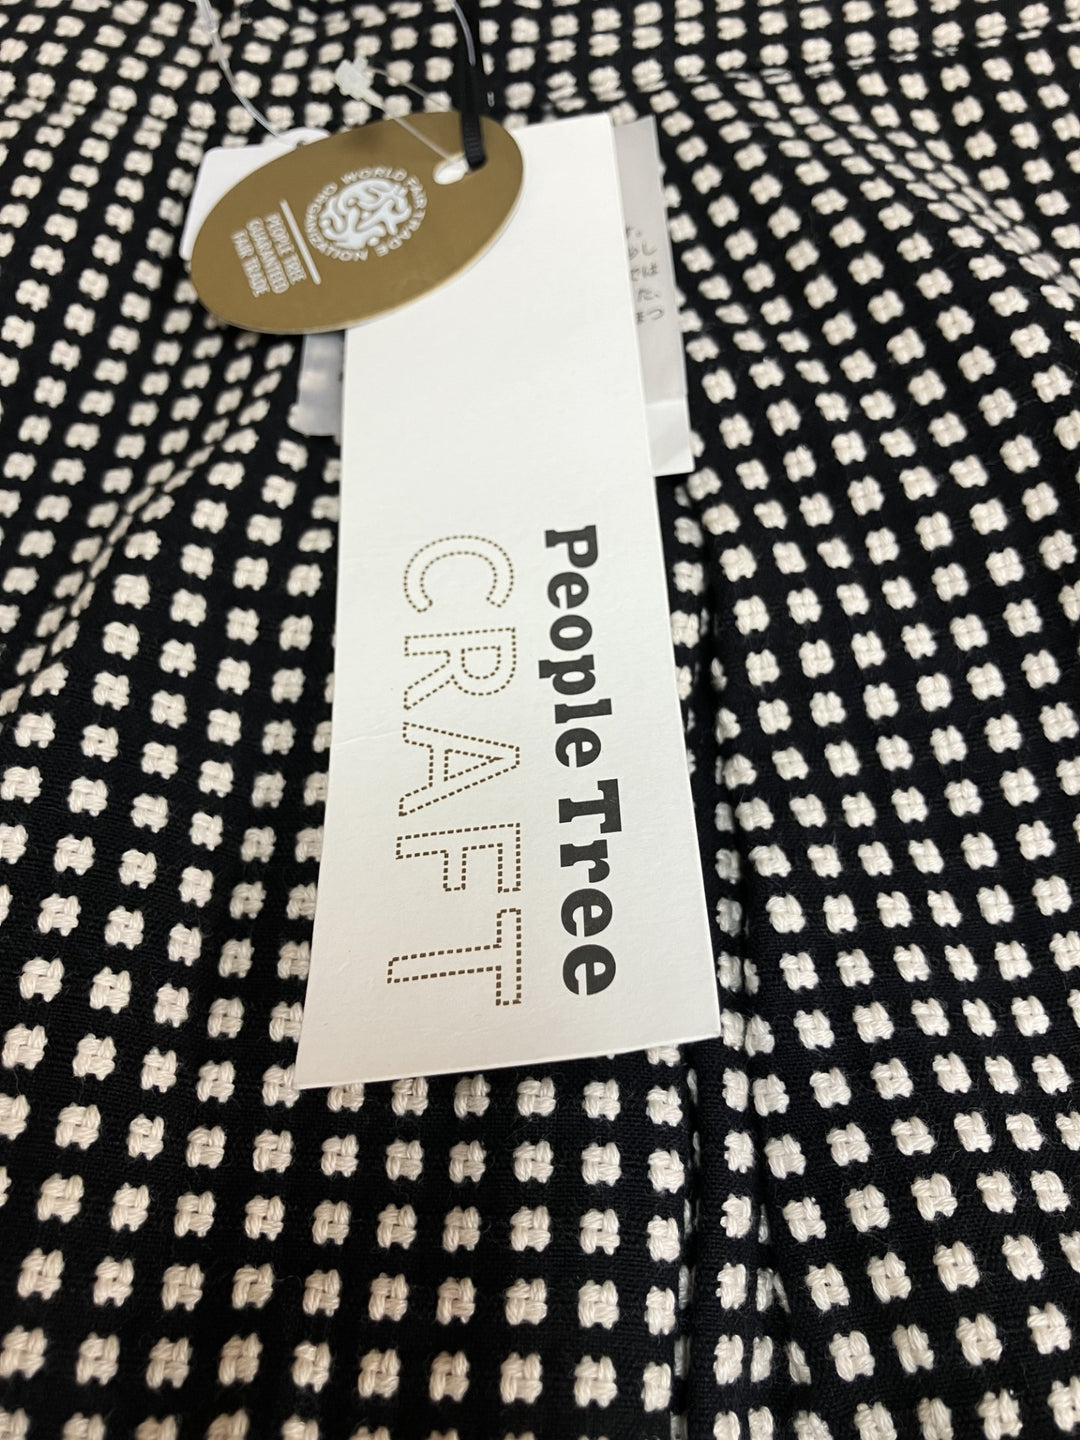 WORLD FAIR TRADE ORGANIZATION
PEOPLE TREE
GUARANTEED
FAIR TRADE
People Tree
CRAFT